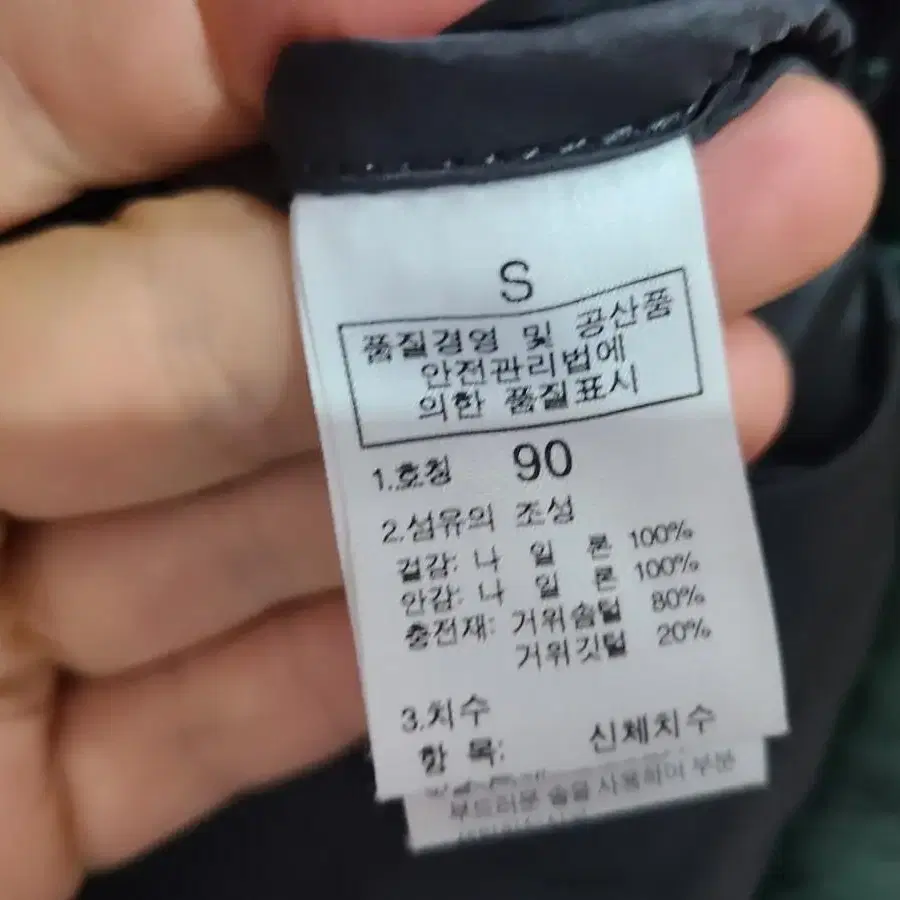 S
품질경영 및 공산품
안전관리법에
의한 품질표시
1.호칭 90
2.섬유의 조성
겉감: 나 일 론 100%
안감: 나 일 론 100%
충전재: 거위솜털 80%
거위깃털 20%
3.치수
항 목: 신체치수
부드러운 솔을 사용하여 부분